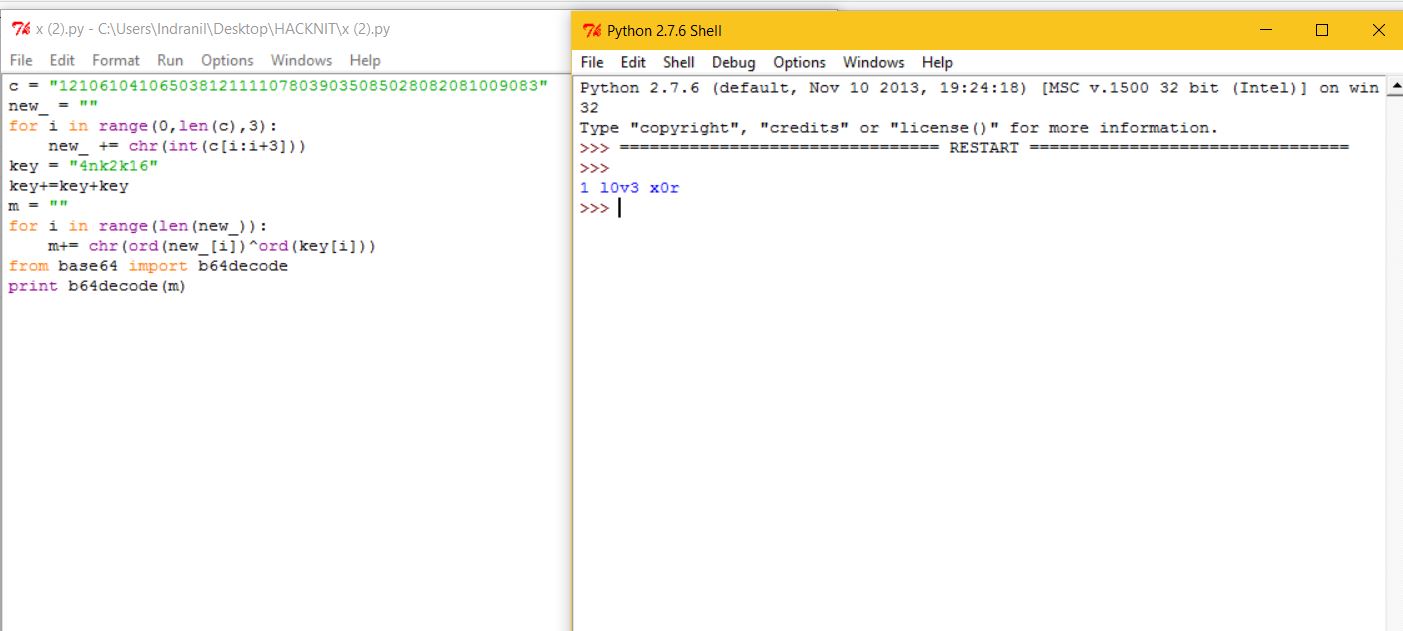 x (2).py - C:\Users\Indranil\Desktop\HACKNIT\x (2).py
File Edit Format Run Options Windows Help
c = "121061041065038121111078039035085028082081009083"
new_ = ""
for i in range(0,len(c),3):
    new_ += chr(int(c[i:i+3]))
key = "4nk2k16"
key+=key+key
m = ""
for i in range(len(new_)):
    m+= chr(ord(new_[i])^ord(key[i]))
from base64 import b64decode
print b64decode(m)
Python 2.7.6 Shell
File Edit Shell Debug Options Windows Help
Python 2.7.6 (default, Nov 10 2013, 19:24:18) [MSC v.1500 32 bit (Intel)] on win
32
Type "copyright", "credits" or "license()" for more information.
>>> ================================ RESTART ================================
>>>
1 l0v3 x0r
>>>